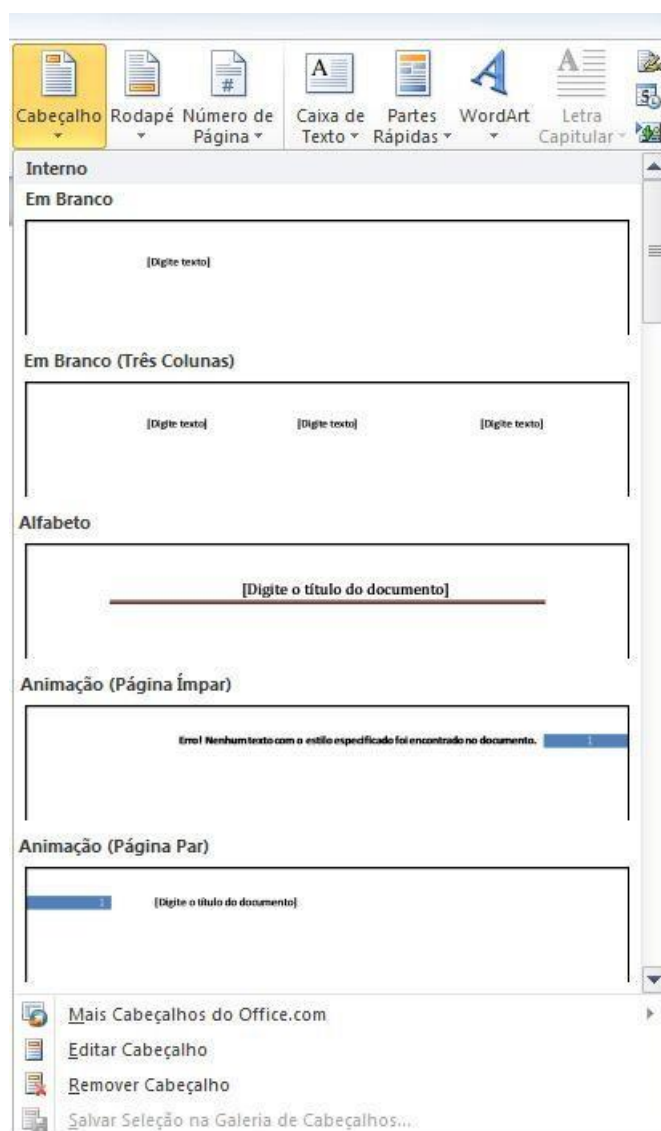 Cabeçalho Rodapé Número de Página Caixa de Texto Partes Rápidas WordArt Letra Capitular
Interno
Em Branco
[Digite texto]
Em Branco (Três Colunas)
[Digite texto] [Digite texto] [Digite texto]
Alfabeto
[Digite o título do documento]
Animação (Página Ímpar)
Erro! Nenhum texto com o estilo especificado foi encontrado no documento. 1
Animação (Página Par)
1 [Digite o título do documento]
Mais Cabeçalhos do Office.com
Editar Cabeçalho
Remover Cabeçalho
Salvar Seleção na Galeria de Cabeçalhos...